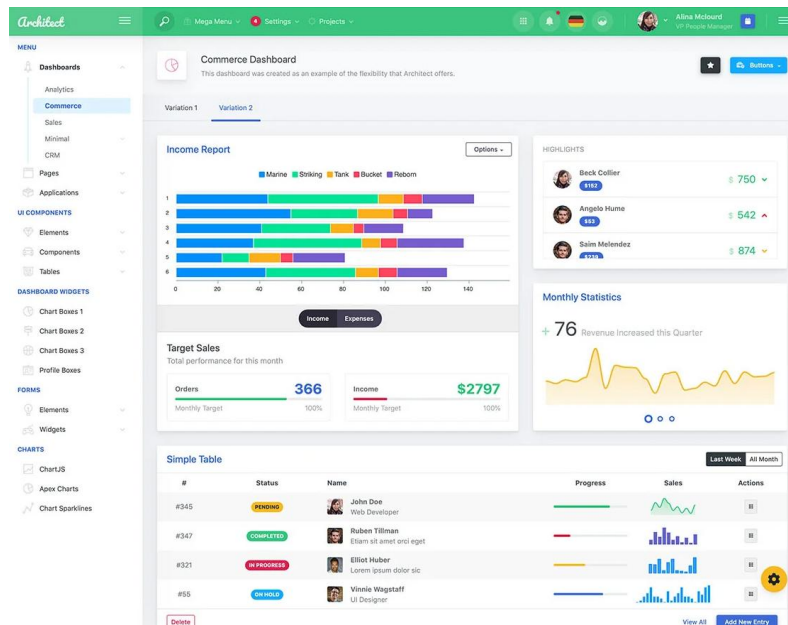 Architect
Mega Menu
4 Settings
Projects
Alina Mclourd
VP People Manager
MENU
Dashboards
Analytics
Commerce
Sales
Minimal
CRM
Pages
Applications
UI COMPONENTS
Elements
Components
Tables
DASHBOARD WIDGETS
Chart Boxes 1
Chart Boxes 2
Chart Boxes 3
Profile Boxes
FORMS
Elements
Widgets
CHARTS
ChartJS
Apex Charts
Chart Sparklines
Commerce Dashboard
This dashboard was created as an example of the flexibility that Architect offers.
Buttons
Variation 1 Variation 2
Income Report
Options
Marine Striking Tank Bucket Reborn
1
2
3
4
5
6
0 20 40 60 80 100 120 140
Income Expenses
Target Sales
Total performance for this month
Orders 366
Monthly Target 100%
Income $2797
Monthly Target 100%
HIGHLIGHTS
Beck Collier
$152
$ 750
Angelo Hume
$53
$ 542
Saim Melendez
$239
$ 874
Monthly Statistics
+ 76 Revenue Increased this Quarter
Simple Table
Last Week All Month
# Status Name Progress Sales Actions
#345 PENDING John Doe
Web Developer
#347 COMPLETED Ruben Tillman
Etiam sit amet orci eget
#321 IN PROGRESS Elliot Huber
Lorem ipsum dolor sic
#55 ON HOLD Vinnie Wagstaff
UI Designer
Delete View All Add New Entry